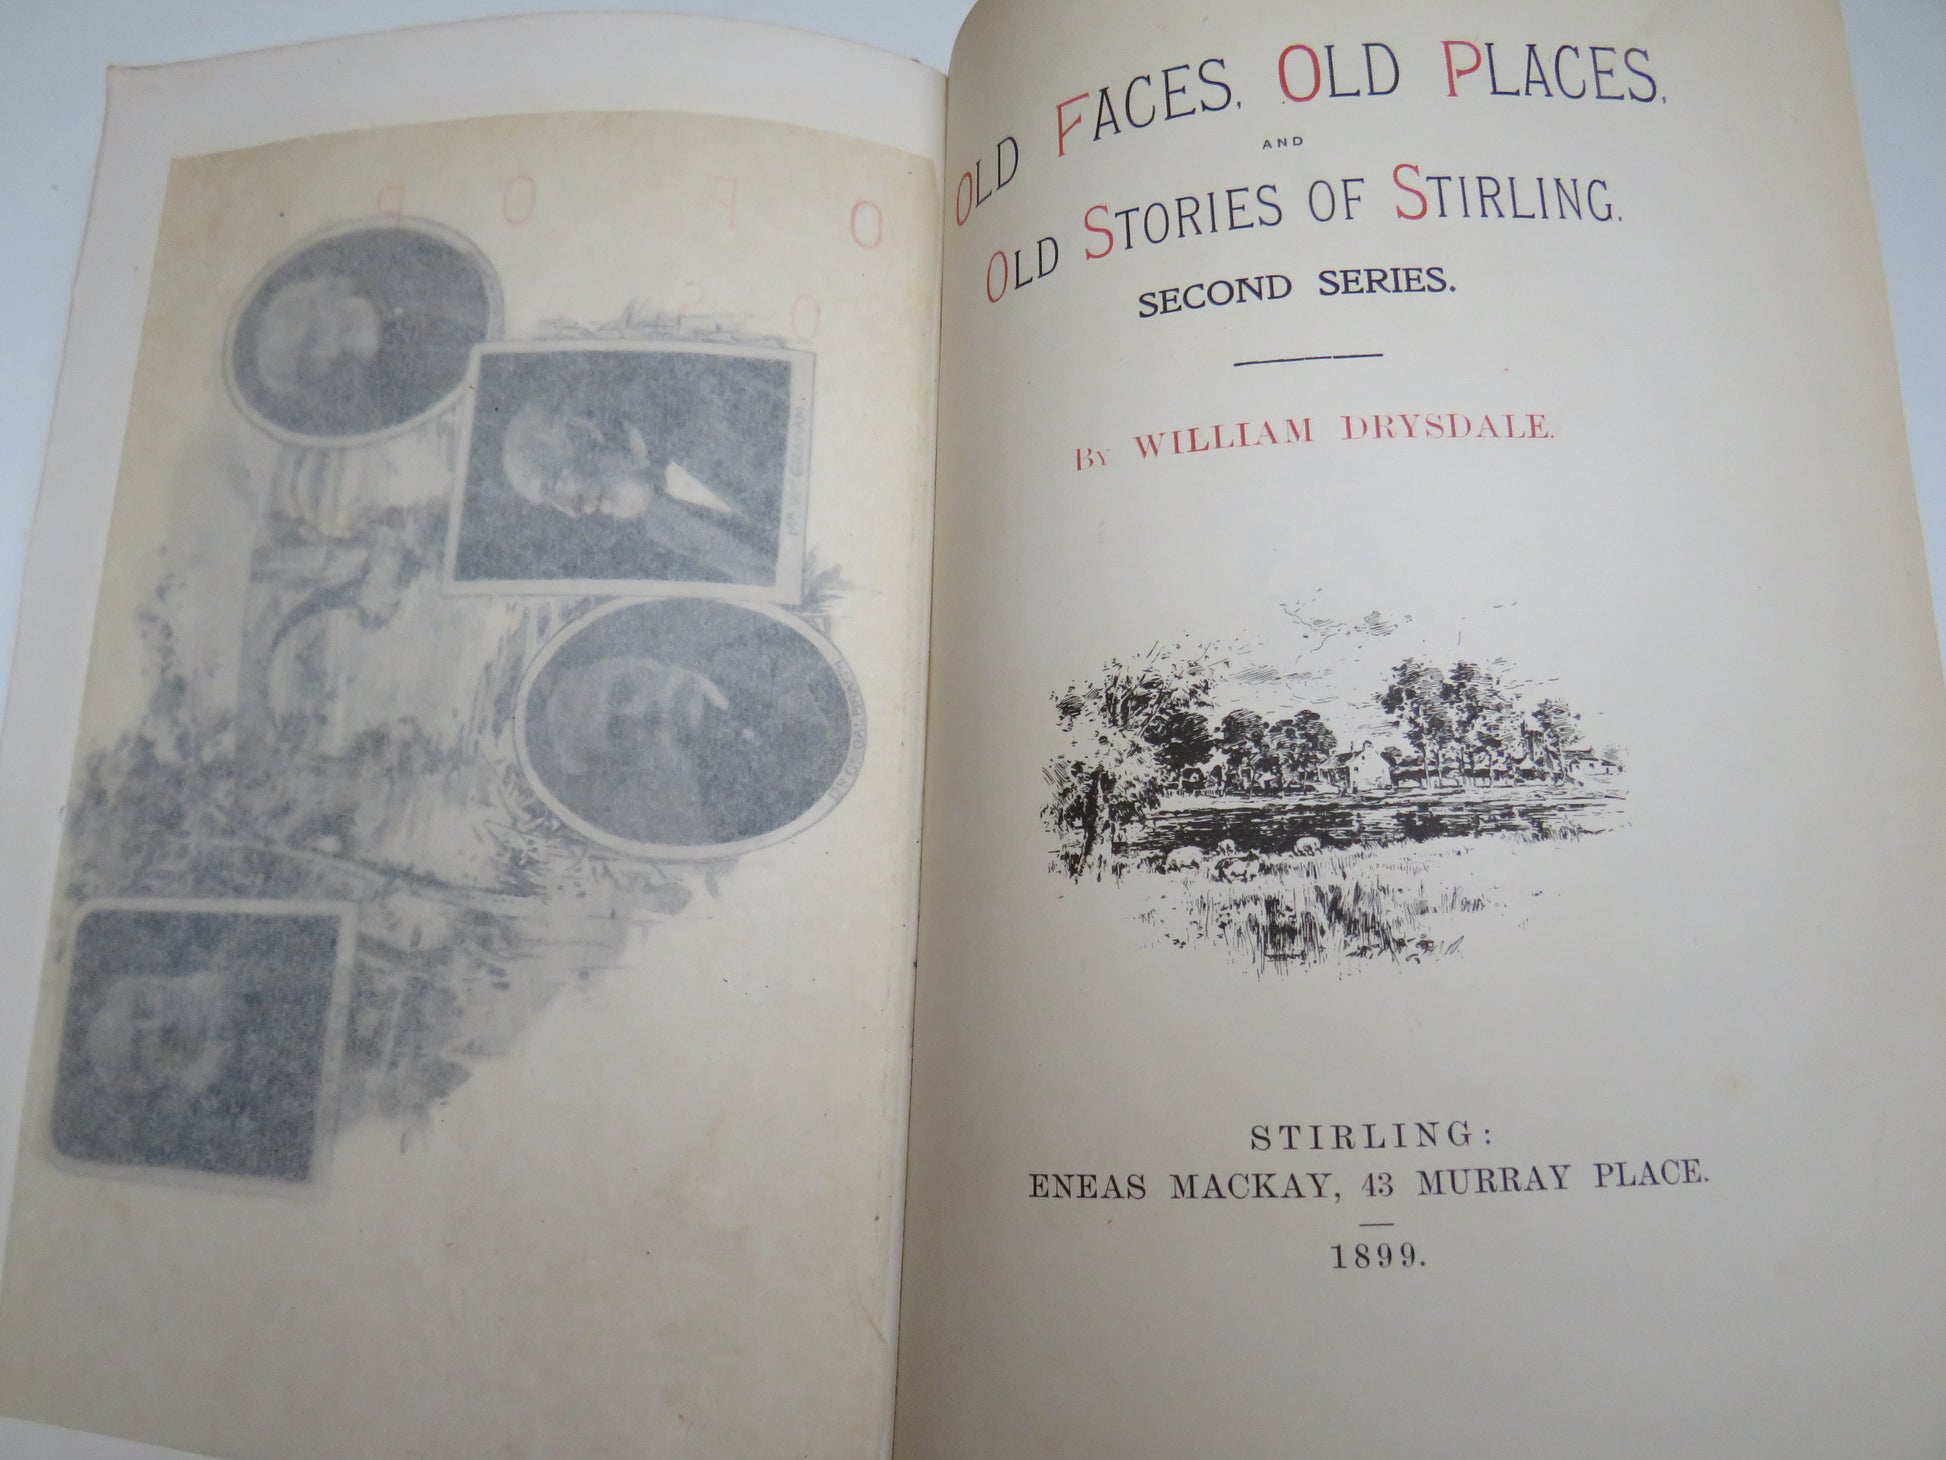 OLD FACES, OLD PLACES,
AND
OLD STORIES OF STIRLING.
SECOND SERIES.
BY WILLIAM DRYSDALE.
STIRLING:
ENEAS MACKAY, 43 MURRAY PLACE.
1899.